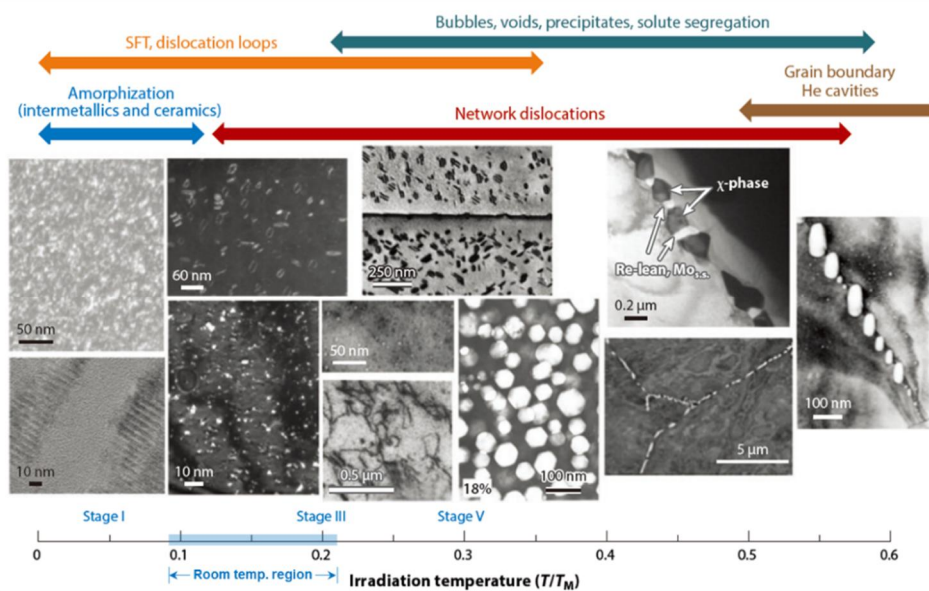 Bubbles, voids, precipitates, solute segregation
SFT, dislocation loops
Grain boundary
He cavities
Amorphization
(intermetallics and ceramics)
Network dislocations
50 nm
60 nm
250 nm
χ-phase
Re-lean, Mo₁.ₛ.
0.2 μm
100 nm
10 nm
10 nm
50 nm
0.5 μm
18%
100 nm
5 μm
Stage I
Stage III
Stage V
0
0.1
0.2
0.3
0.4
0.5
0.6
Room temp. region
Irradiation temperature (T/Tᴍ)